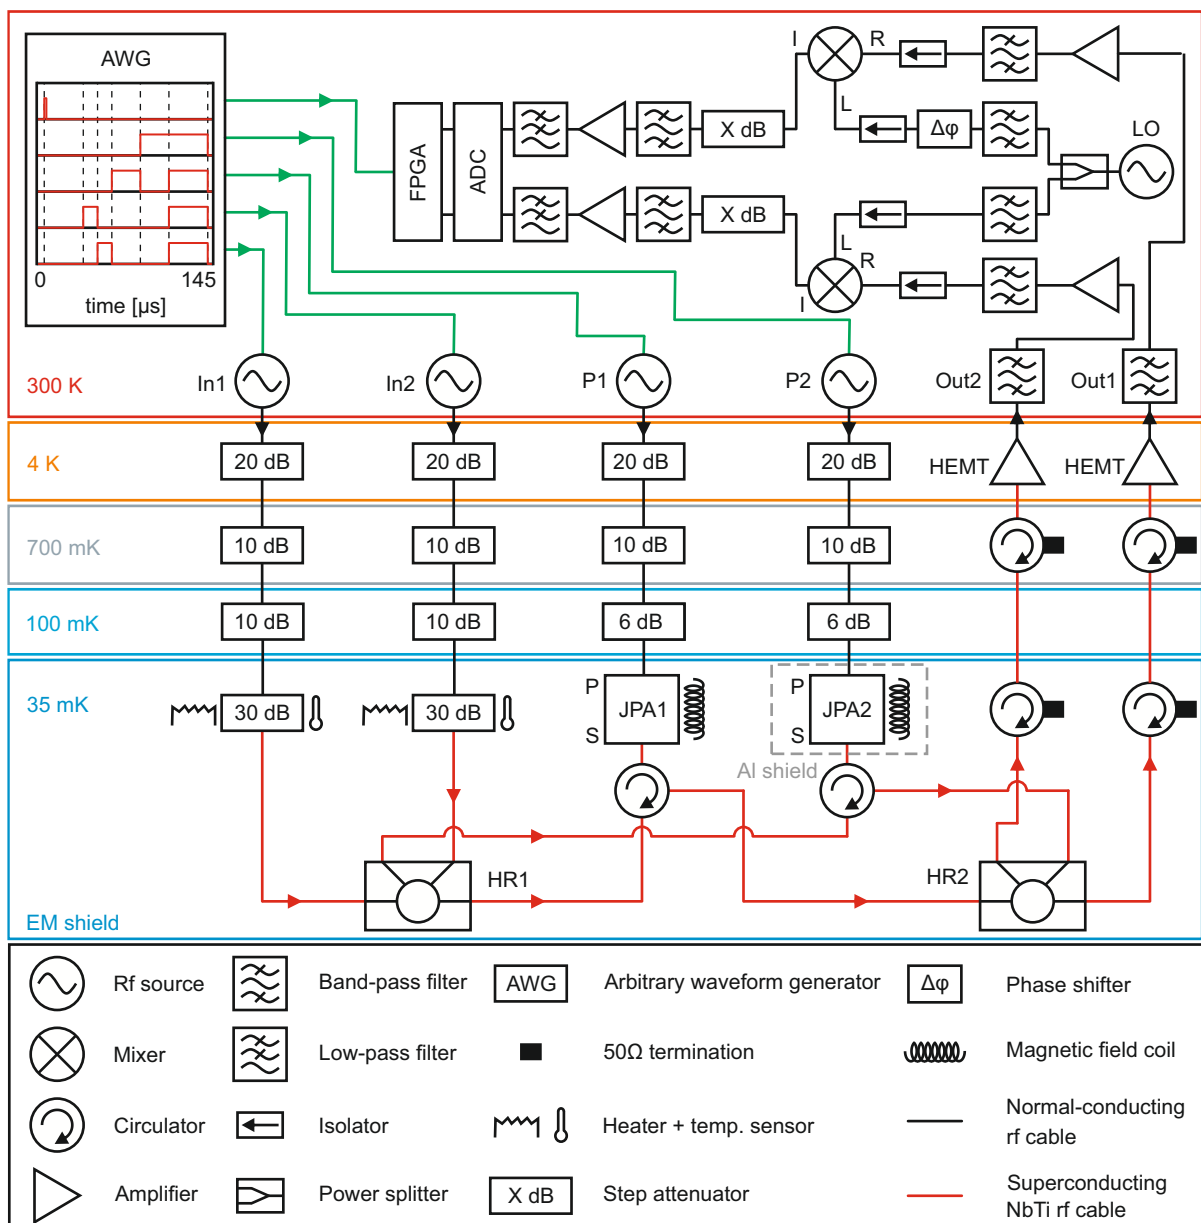 AWG
0 145
time [µs]
FPGA
ADC
X dB
X dB
I
R
L
Δφ
LO
L
R
I
In1
In2
P1
P2
Out2
Out1
300 K
4 K
20 dB
20 dB
20 dB
20 dB
HEMT
HEMT
700 mK
10 dB
10 dB
10 dB
10 dB
100 mK
10 dB
10 dB
6 dB
6 dB
35 mK
30 dB
30 dB
P
JPA1
S
P
JPA2
S
Al shield
HR1
HR2
EM shield
Rf source
Band-pass filter
AWG
Arbitrary waveform generator
Δφ
Phase shifter
Mixer
Low-pass filter
50Ω termination
Magnetic field coil
Circulator
Isolator
Heater + temp. sensor
Normal-conducting
rf cable
Amplifier
Power splitter
X dB
Step attenuator
Superconducting
NbTi rf cable